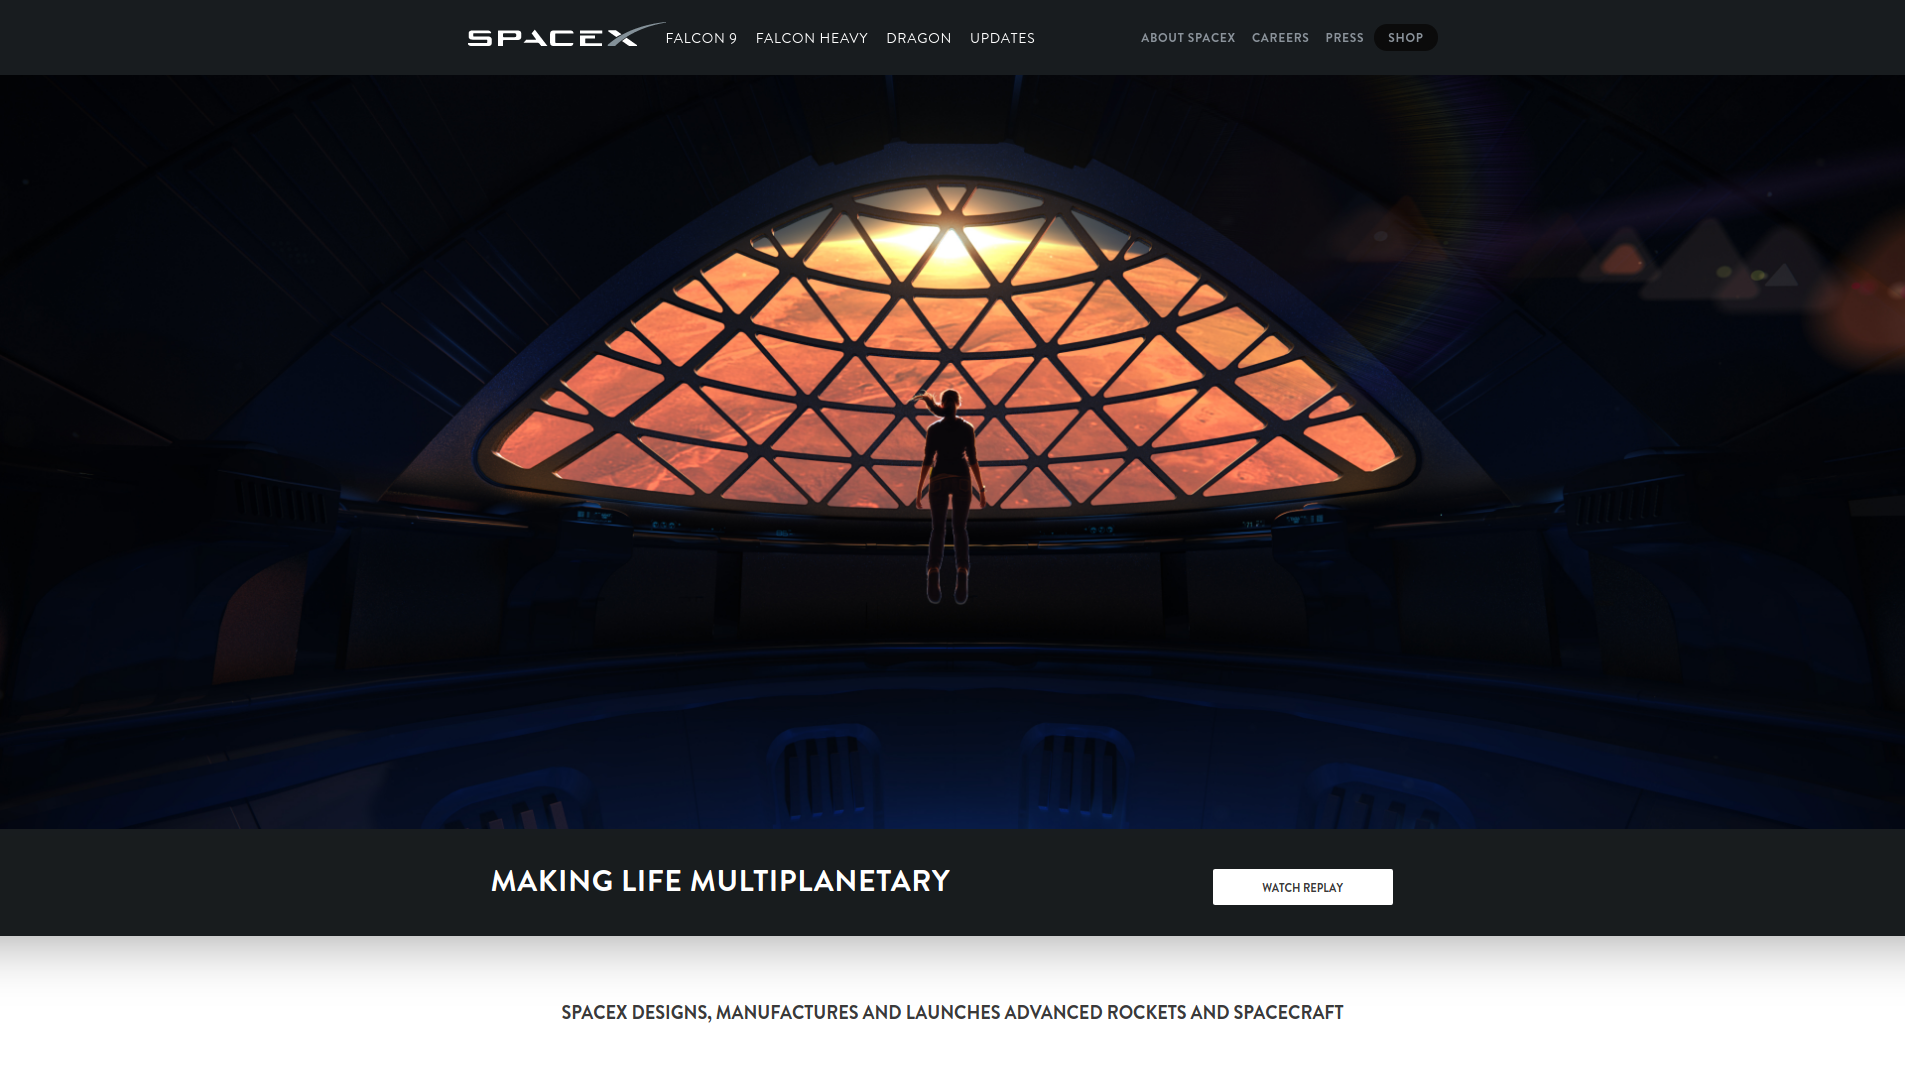 SPACEX FALCON 9 FALCON HEAVY DRAGON UPDATES ABOUT SPACEX CAREERS PRESS SHOP
MAKING LIFE MULTIPLANETARY
WATCH REPLAY
SPACEX DESIGNS, MANUFACTURES AND LAUNCHES ADVANCED ROCKETS AND SPACECRAFT